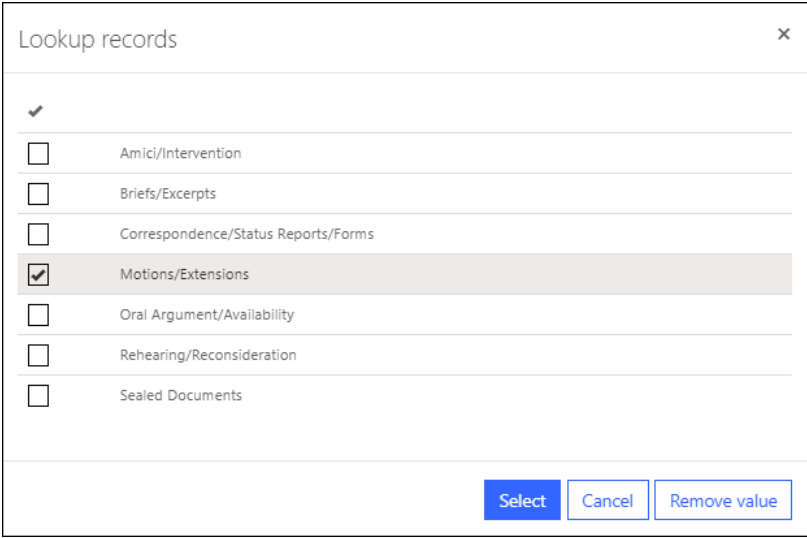 Lookup records
Amici/Intervention
Briefs/Excerpts
Correspondence/Status Reports/Forms
Motions/Extensions
Oral Argument/Availability
Rehearing/Reconsideration
Sealed Documents
Select Cancel Remove value